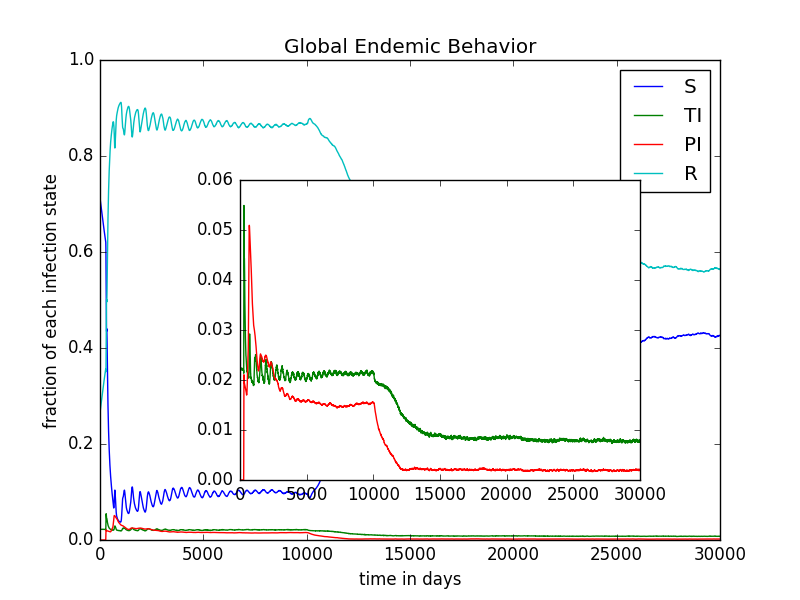 Global Endemic Behavior
fraction of each infection state
1.0
0.8
0.6
0.4
0.2
0.0
S
TI
PI
R
0.06
0.05
0.04
0.03
0.02
0.01
0.00
0 5000 10000 15000 20000 25000 30000
0 5000 10000 15000 20000 25000 30000
time in days